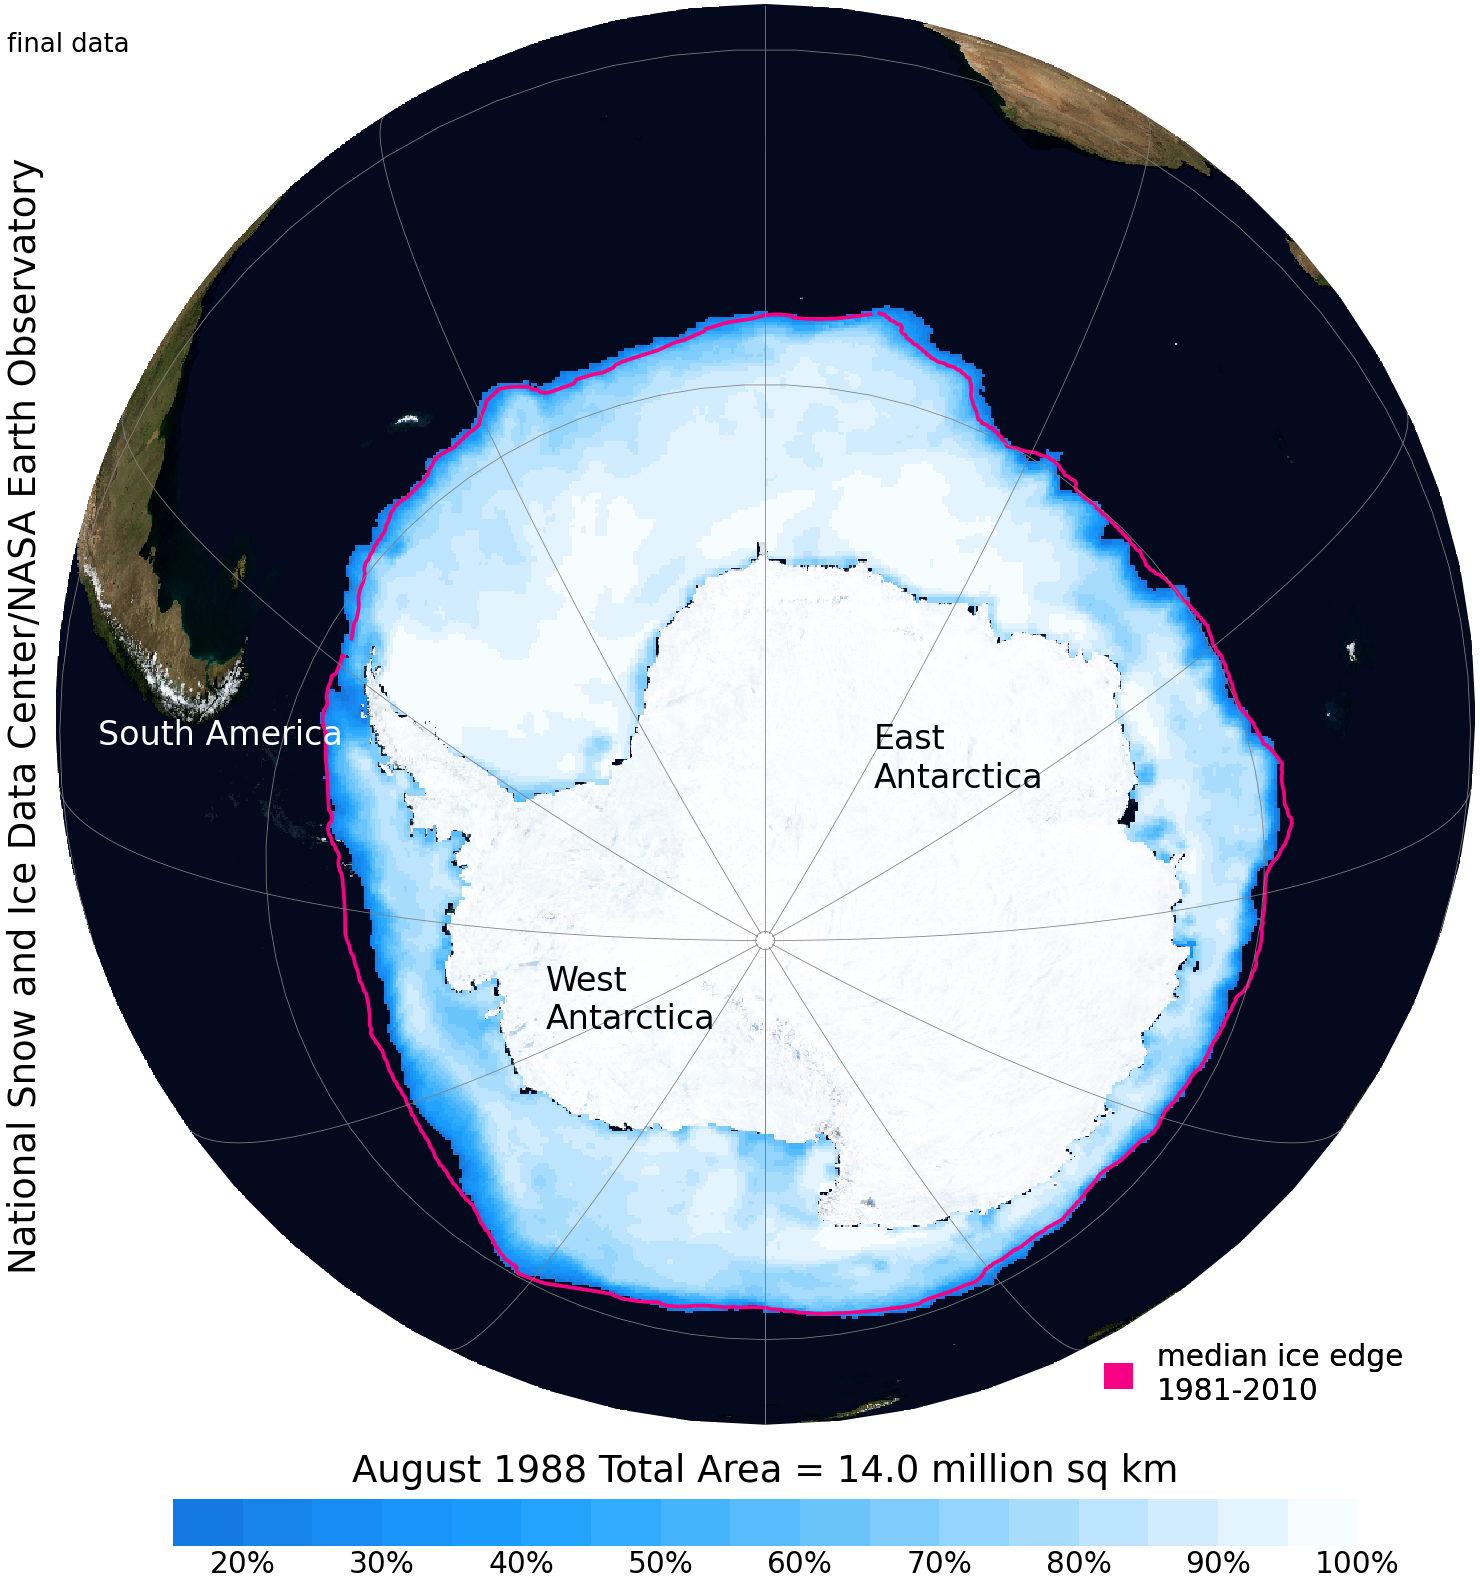 final data
National Snow and Ice Data Center/NASA Earth Observatory
South America
East
Antarctica
West
Antarctica
median ice edge
1981-2010
August 1988 Total Area = 14.0 million sq km
20% 30% 40% 50% 60% 70% 80% 90% 100%